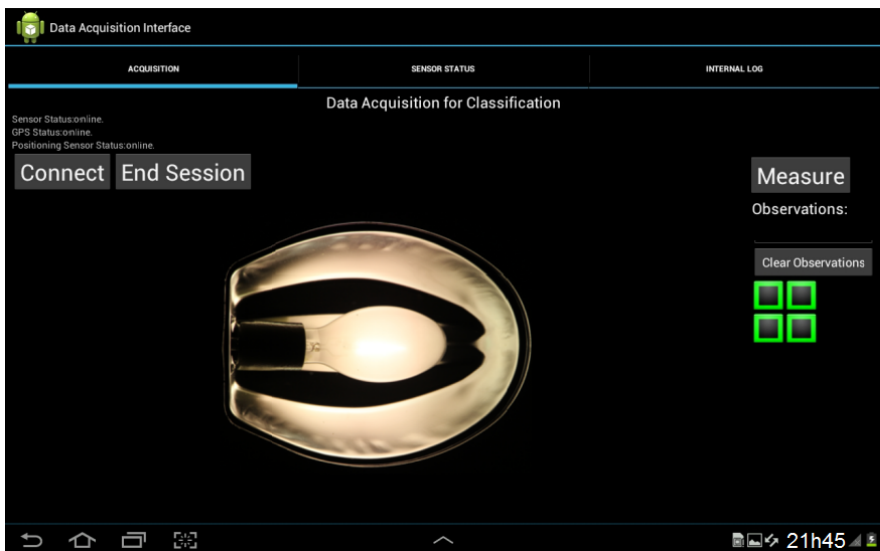 Data Acquisition Interface
ACQUISITION
SENSOR STATUS
INTERNAL LOG
Data Acquisition for Classification
Sensor Status:online.
GPS Status:online.
Positioning Sensor Status:online.
Connect
End Session
Measure
Observations:
Clear Observations
21h45